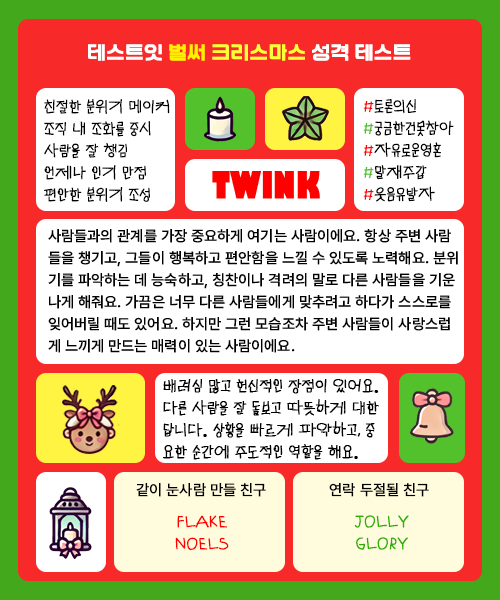 테스트잇 벌써 크리스마스 성격 테스트
친절한 분위기 메이커
조직 내 조화를 중시
사람을 잘 챙김
언제나 인기 만점
편안한 분위기 조성
TWINK
#토론의신
#궁금한건못참아
#자유로운영혼
#말재주갑
#웃음유발자
사람들과의 관계를 가장 중요하게 여기는 사람이에요. 항상 주변 사람
들을 챙기고, 그들이 행복하고 편안함을 느낄 수 있도록 노력해요. 분위
기를 파악하는 데 능숙하고, 칭찬이나 격려의 말로 다른 사람들을 기운
나게 해줘요. 가끔은 너무 다른 사람들에게 맞추려고 하다가 스스로를
잊어버릴 때도 있어요. 하지만 그런 모습조차 주변 사람들이 사랑스럽
게 느끼게 만드는 매력이 있는 사람이에요.
배려심 많고 헌신적인 장점이 있어요.
다른 사람을 잘 돌보고 따뜻하게 대한
답니다. 상황을 빠르게 파악하고, 중
요한 순간에 주도적인 역할을 해요.
같이 눈사람 만들 친구
FLAKE
NOELS
연락 두절될 친구
JOLLY
GLORY